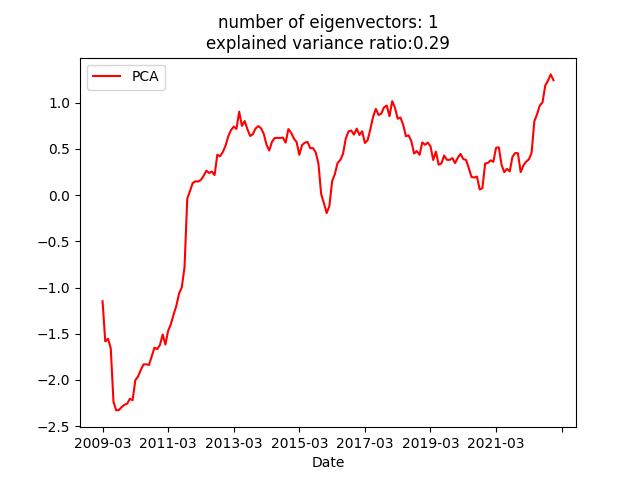 number of eigenvectors: 1
explained variance ratio:0.29
PCA
1.0
0.5
0.0
−0.5
−1.0
−1.5
−2.0
−2.5
2009-03 2011-03 2013-03 2015-03 2017-03 2019-03 2021-03
Date